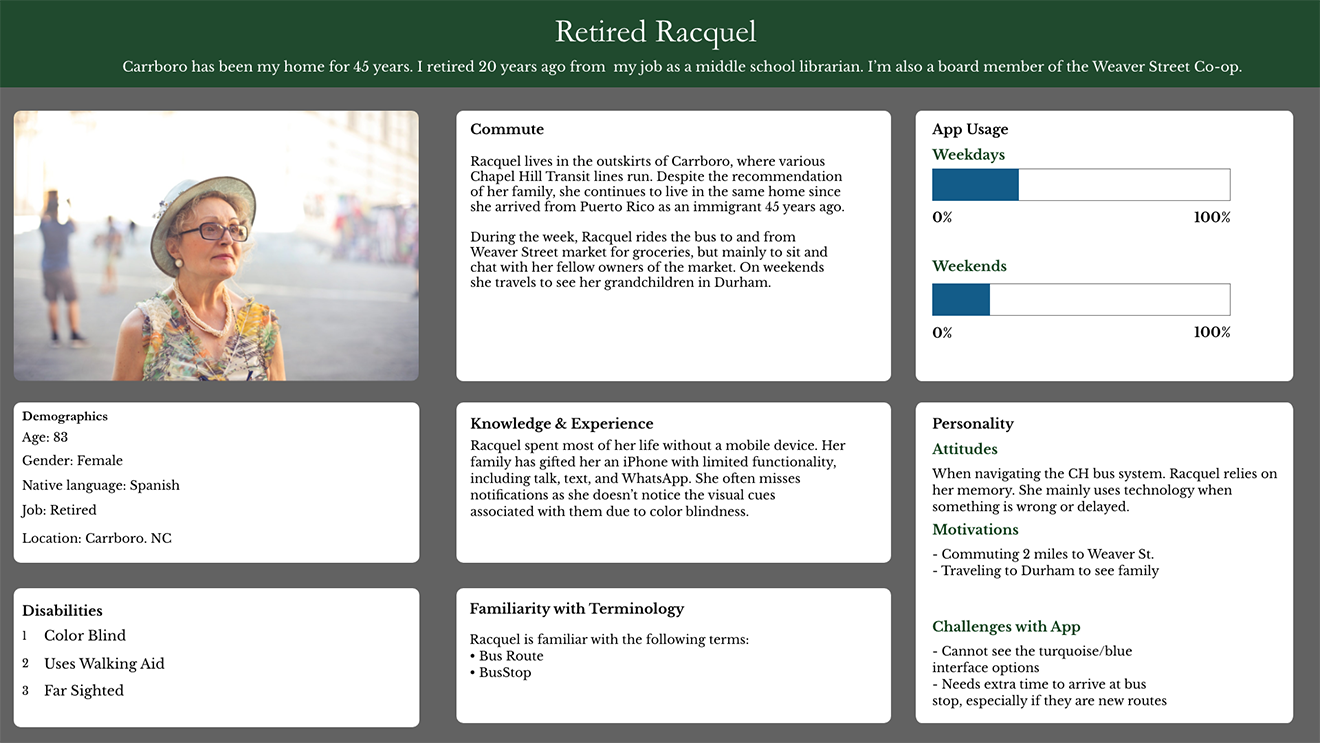 Retired Racquel
Carrboro has been my home for 45 years. I retired 20 years ago from  my job as a middle school librarian. I'm also a board member of the Weaver Street Co-op.
Demographics
Age: 83
Gender: Female
Native language: Spanish
Job: Retired
Location: Carrboro. NC
Disabilities
1 Color Blind
2 Uses Walking Aid
3 Far Sighted
Commute
Racquel lives in the outskirts of Carrboro, where various
Chapel Hill Transit lines run. Despite the recommendation
of her family, she continues to live in the same home since
she arrived from Puerto Rico as an immigrant 45 years ago.
During the week, Racquel rides the bus to and from
Weaver Street market for groceries, but mainly to sit and
chat with her fellow owners of the market. On weekends
she travels to see her grandchildren in Durham.
Knowledge & Experience
Racquel spent most of her life without a mobile device. Her
family has gifted her an iPhone with limited functionality,
including talk, text, and WhatsApp. She often misses
notifications as she doesn't notice the visual cues
associated with them due to color blindness.
Familiarity with Terminology
Racquel is familiar with the following terms:
• Bus Route
• BusStop
App Usage
Weekdays
0% 100%
Weekends
0% 100%
Personality
Attitudes
When navigating the CH bus system. Racquel relies on
her memory. She mainly uses technology when
something is wrong or delayed.
Motivations
- Commuting 2 miles to Weaver St.
- Traveling to Durham to see family
Challenges with App
- Cannot see the turquoise/blue
interface options
- Needs extra time to arrive at bus
stop, especially if they are new routes